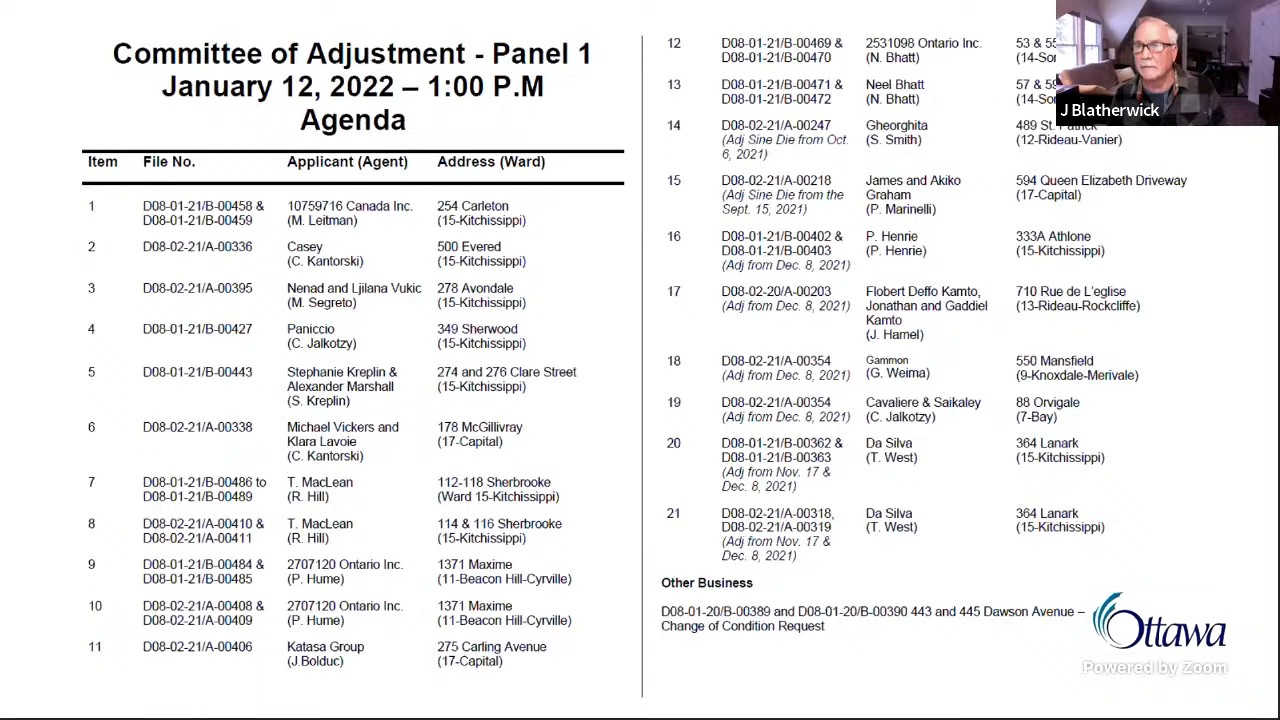 Committee of Adjustment - Panel 1
January 12, 2022 – 1:00 P.M
Agenda
Item File No. Applicant (Agent) Address (Ward)
1 D08-01-21/B-00458 & 10759716 Canada Inc. 254 Carleton
D08-01-21/B-00459 (M. Leitman) (15-Kitchissippi)
2 D08-02-21/A-00336 Casey 500 Evered
(C. Kantorski) (15-Kitchissippi)
3 D08-02-21/A-00395 Nenad and Ljilana Vukic 278 Avondale
(M. Segreto) (15-Kitchissippi)
4 D08-01-21/B-00427 Paniccio 349 Sherwood
(C. Jalkotzy) (15-Kitchissippi)
5 D08-01-21/B-00443 Stephanie Kreplin & 274 and 276 Clare Street
Alexander Marshall (15-Kitchissippi)
(S. Kreplin)
6 D08-02-21/A-00338 Michael Vickers and 178 McGillivray
Klara Lavoie (17-Capital)
(C. Kantorski)
7 D08-01-21/B-00486 to T. MacLean 112-118 Sherbrooke
D08-01-21/B-00489 (R. Hill) (Ward 15-Kitchissippi)
8 D08-02-21/A-00410 & T. MacLean 114 & 116 Sherbrooke
D08-02-21/A-00411 (R. Hill) (15-Kitchissippi)
9 D08-01-21/B-00484 & 2707120 Ontario Inc. 1371 Maxime
D08-01-21/B-00485 (P. Hume) (11-Beacon Hill-Cyrville)
10 D08-02-21/A-00408 & 2707120 Ontario Inc. 1371 Maxime
D08-02-21/A-00409 (P. Hume) (11-Beacon Hill-Cyrville)
11 D08-02-21/A-00406 Katasa Group 275 Carling Avenue
(J.Bolduc) (17-Capital)
12 D08-01-21/B-00469 & 2531098 Ontario Inc. 53 & 55
D08-01-21/B-00470 (N. Bhatt)
13 D08-01-21/B-00471 & Neel Bhatt 57 & 59
D08-01-21/B-00472 (N. Bhatt)
14 D08-02-21/A-00247 Gheorghita 489 St. Patrick
(Adj Sine Die from Oct. (S. Smith) (12-Rideau-Vanier)
6, 2021)
15 D08-02-21/A-00218 James and Akiko 594 Queen Elizabeth Driveway
(Adj Sine Die from the Graham (17-Capital)
Sept. 15, 2021) (P. Marinelli)
16 D08-01-21/B-00402 & P. Henrie 333A Athlone
D08-01-21/B-00403 (P. Henrie) (15-Kitchissippi)
(Adj from Dec. 8, 2021)
17 D08-02-20/A-00203 Flobert Deffo Kamto, 710 Rue de L'eglise
(Adj from Dec. 8, 2021) Jonathan and Gaddiel (13-Rideau-Rockcliffe)
Kamto
(J. Hamel)
18 D08-02-21/A-00354 Gammon 550 Mansfield
(Adj from Dec. 8, 2021) (G. Weima) (9-Knoxdale-Merivale)
19 D08-02-21/A-00354 Cavaliere & Saikaley 88 Orvigale
(Adj from Dec. 8, 2021) (C. Jalkotzy) (7-Bay)
20 D08-01-21/B-00362 & Da Silva 364 Lanark
D08-01-21/B-00363 (T. West) (15-Kitchissippi)
(Adj from Nov. 17 &
Dec. 8, 2021)
21 D08-02-21/A-00318, Da Silva 364 Lanark
D08-02-21/A-00319 (T. West) (15-Kitchissippi)
(Adj from Nov. 17 &
Dec. 8, 2021)
Other Business
D08-01-20/B-00389 and D08-01-20/B-00390 443 and 445 Dawson Avenue –
Change of Condition Request
J Blatherwick
Ottawa
Powered by Zoom